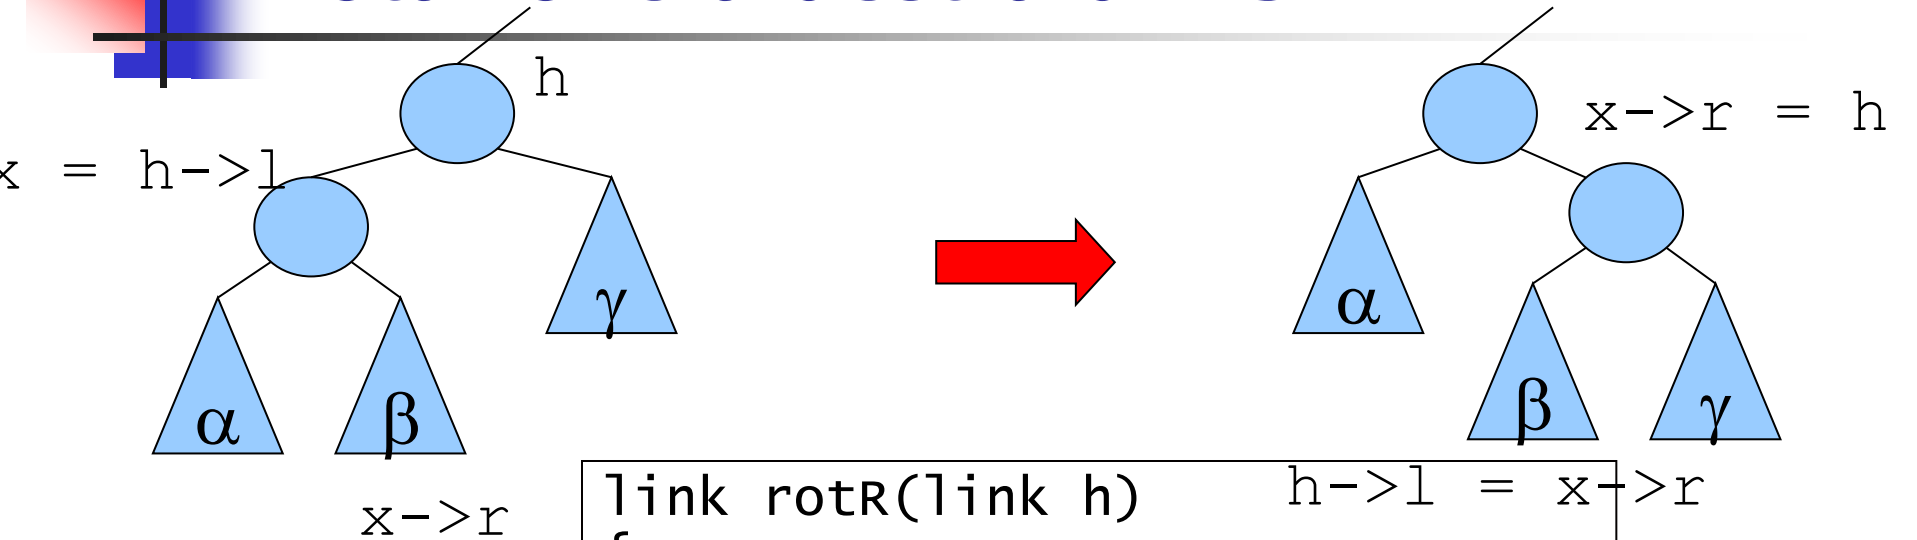 h
x->r = h
x = h->l
γ
α
α
β
β
γ
link rotR(link h)
h->l = x->r
x->r
{